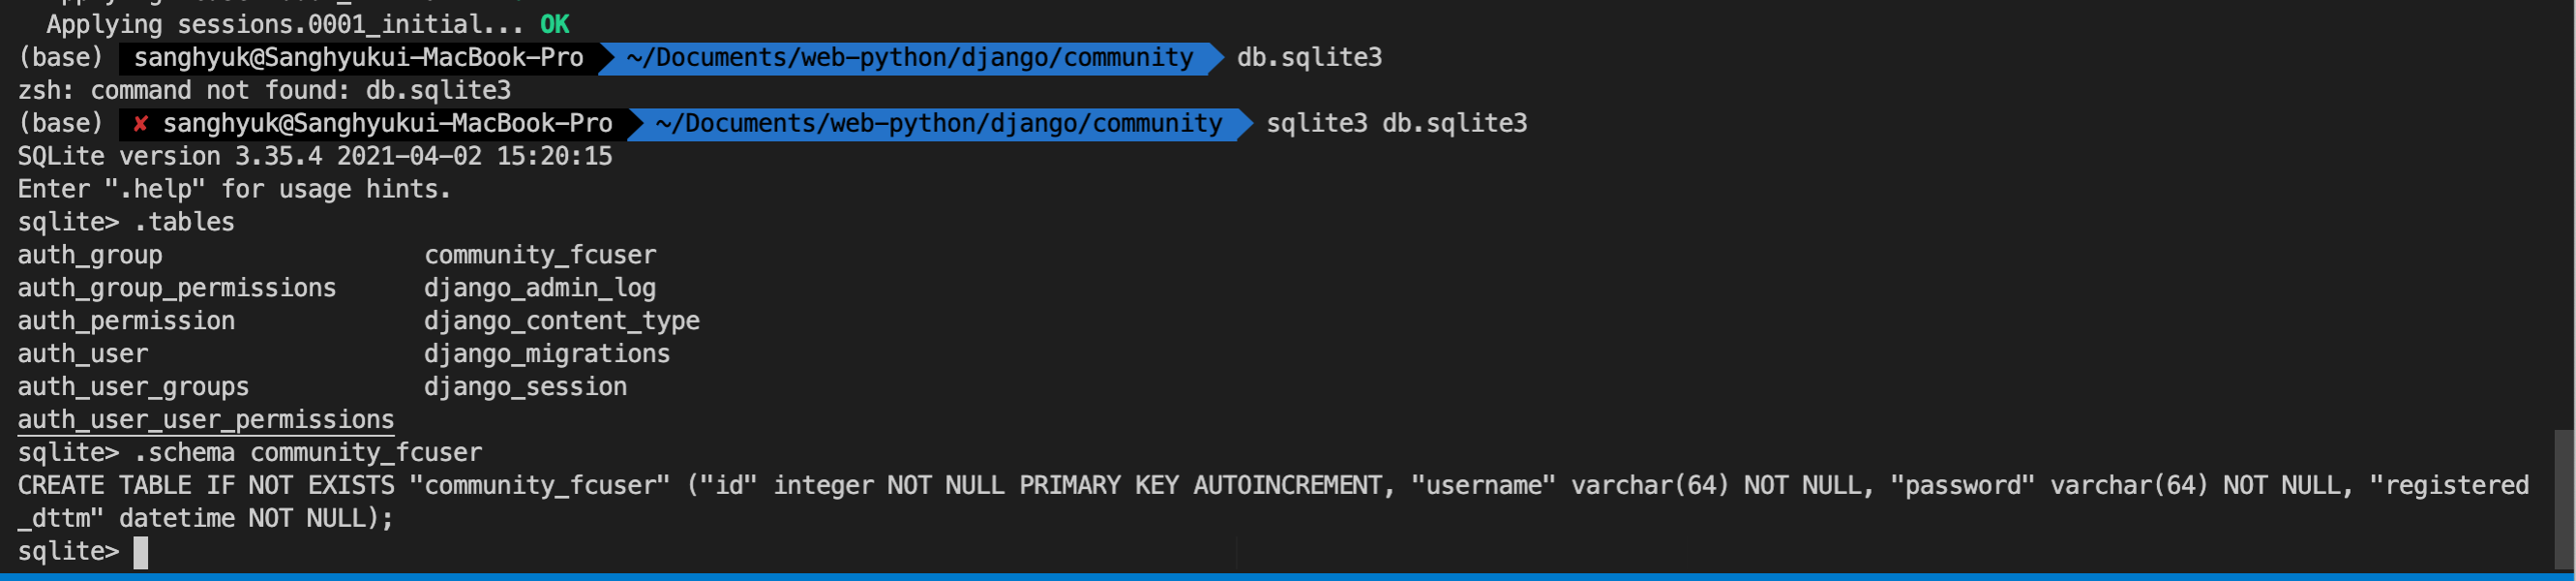 Applying sessions.0001_initial... OK
(base) sanghyuk@Sanghyukui-MacBook-Pro ~/Documents/web-python/django/community db.sqlite3
zsh: command not found: db.sqlite3
(base) ✘ sanghyuk@Sanghyukui-MacBook-Pro ~/Documents/web-python/django/community sqlite3 db.sqlite3
SQLite version 3.35.4 2021-04-02 15:20:15
Enter ".help" for usage hints.
sqlite> .tables
auth_group community_fcuser
auth_group_permissions django_admin_log
auth_permission django_content_type
auth_user django_migrations
auth_user_groups django_session
auth_user_user_permissions
sqlite> .schema community_fcuser
CREATE TABLE IF NOT EXISTS "community_fcuser" ("id" integer NOT NULL PRIMARY KEY AUTOINCREMENT, "username" varchar(64) NOT NULL, "password" varchar(64) NOT NULL, "registered
_dttm" datetime NOT NULL);
sqlite>